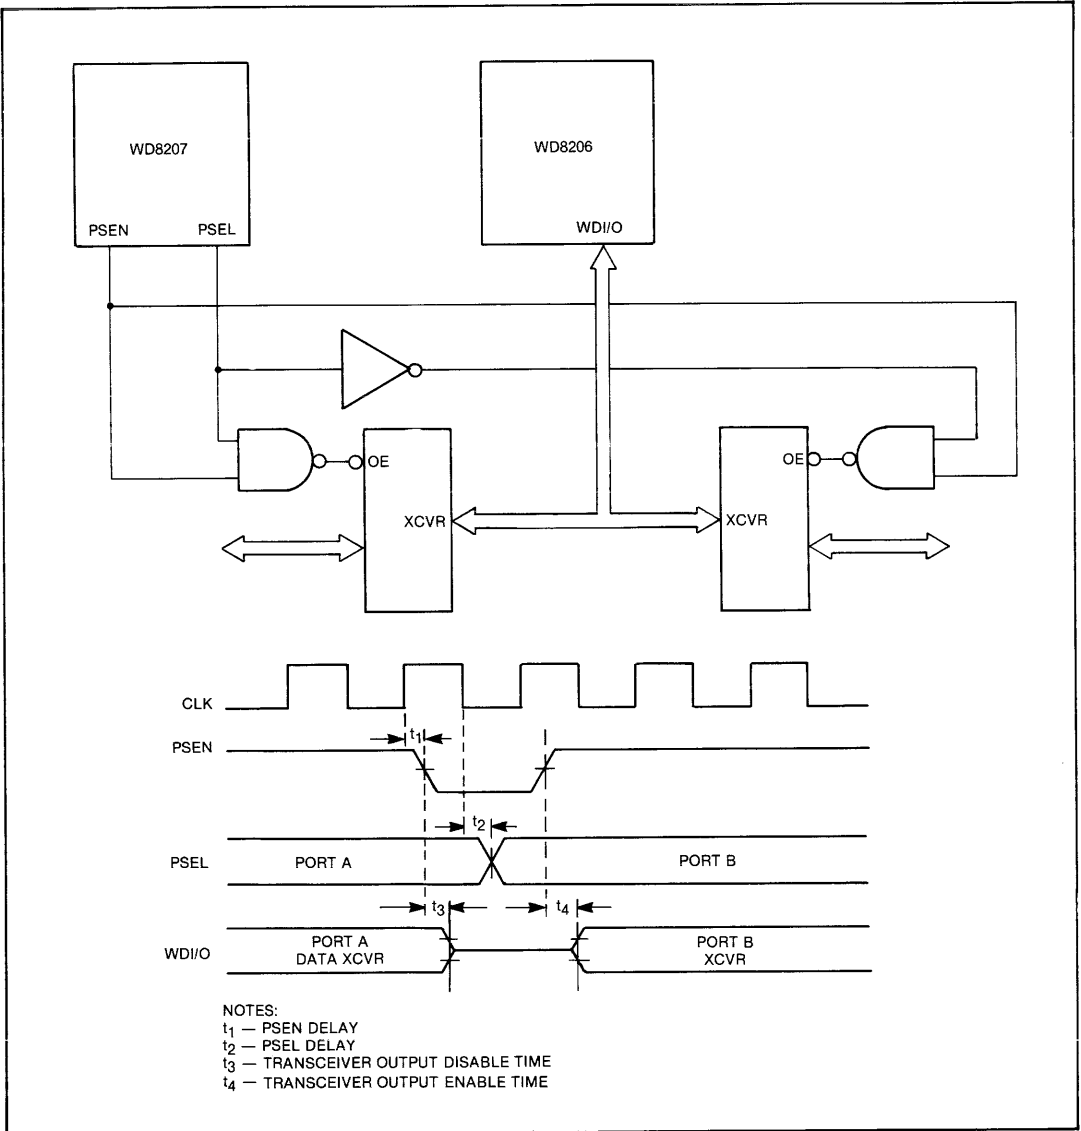 WD8207
WD8206
PSEN PSEL
WDI/O
OE
OE
XCVR
XCVR
CLK
t1
PSEN
t2
PSEL PORT A PORT B
t3 t4
WDI/O PORT A DATA XCVR PORT B XCVR
NOTES:
t1 — PSEN DELAY
t2 — PSEL DELAY
t3 — TRANSCEIVER OUTPUT DISABLE TIME
t4 — TRANSCEIVER OUTPUT ENABLE TIME